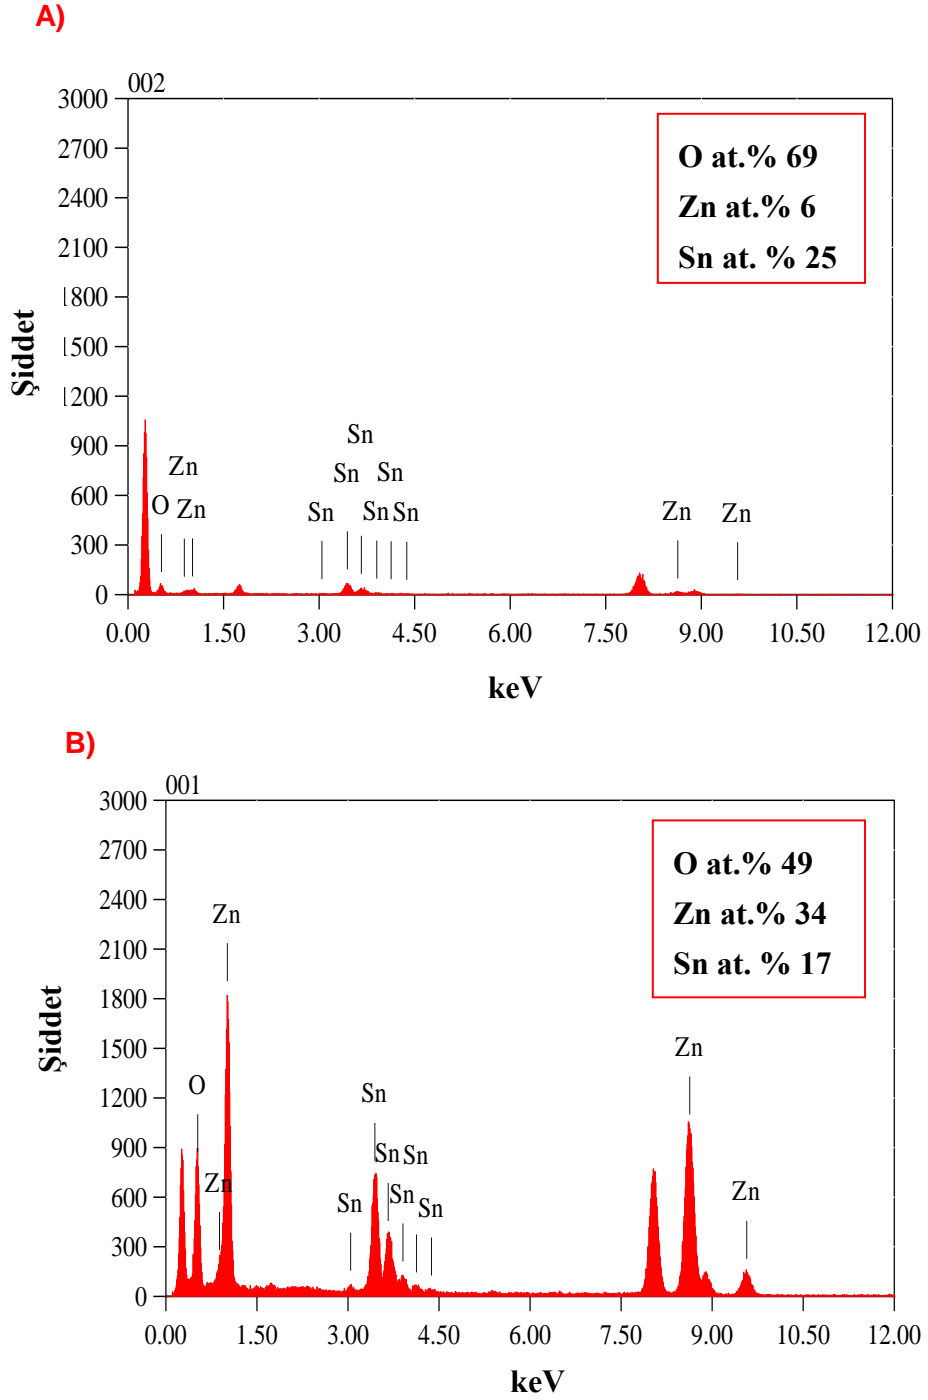 A)
002
3000
2700
2400
2100
1800
1500
1200
900
600
300
0
O at.% 69
Zn at.% 6
Sn at. % 25
Şiddet
Sn
Zn
Sn
Sn
O
Zn
Sn
Sn
Sn
Zn
Zn
0.00 1.50 3.00 4.50 6.00 7.50 9.00 10.50 12.00
keV
B)
001
3000
2700
2400
2100
1800
1500
1200
900
600
300
0
O at.% 49
Zn at.% 34
Sn at. % 17
Şiddet
Zn
Zn
O
Sn
Sn
Sn
Zn
Sn
Sn
Sn
Zn
0.00 1.50 3.00 4.50 6.00 7.50 9.00 10.50 12.00
keV